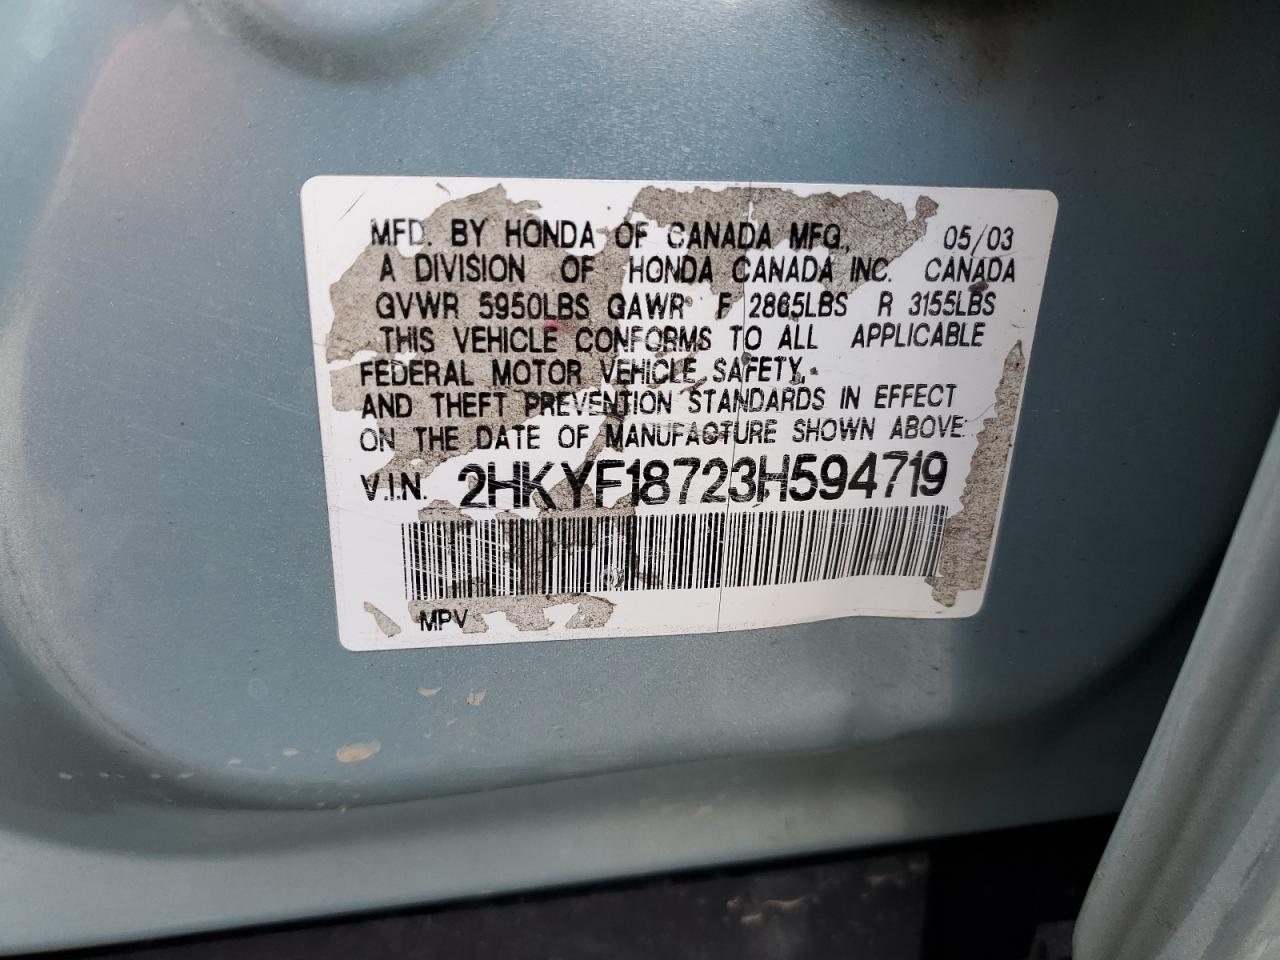 MFD. BY HONDA OF CANADA MFG., 05/03
A DIVISION OF HONDA CANADA INC. CANADA
GVWR 5950LBS GAWR F 2865LBS R 3155LBS
THIS VEHICLE CONFORMS TO ALL APPLICABLE
FEDERAL MOTOR VEHICLE SAFETY,
AND THEFT PREVENTION STANDARDS IN EFFECT
ON THE DATE OF MANUFACTURE SHOWN ABOVE.
V.I.N. 2HKYF18723H594719
MPV